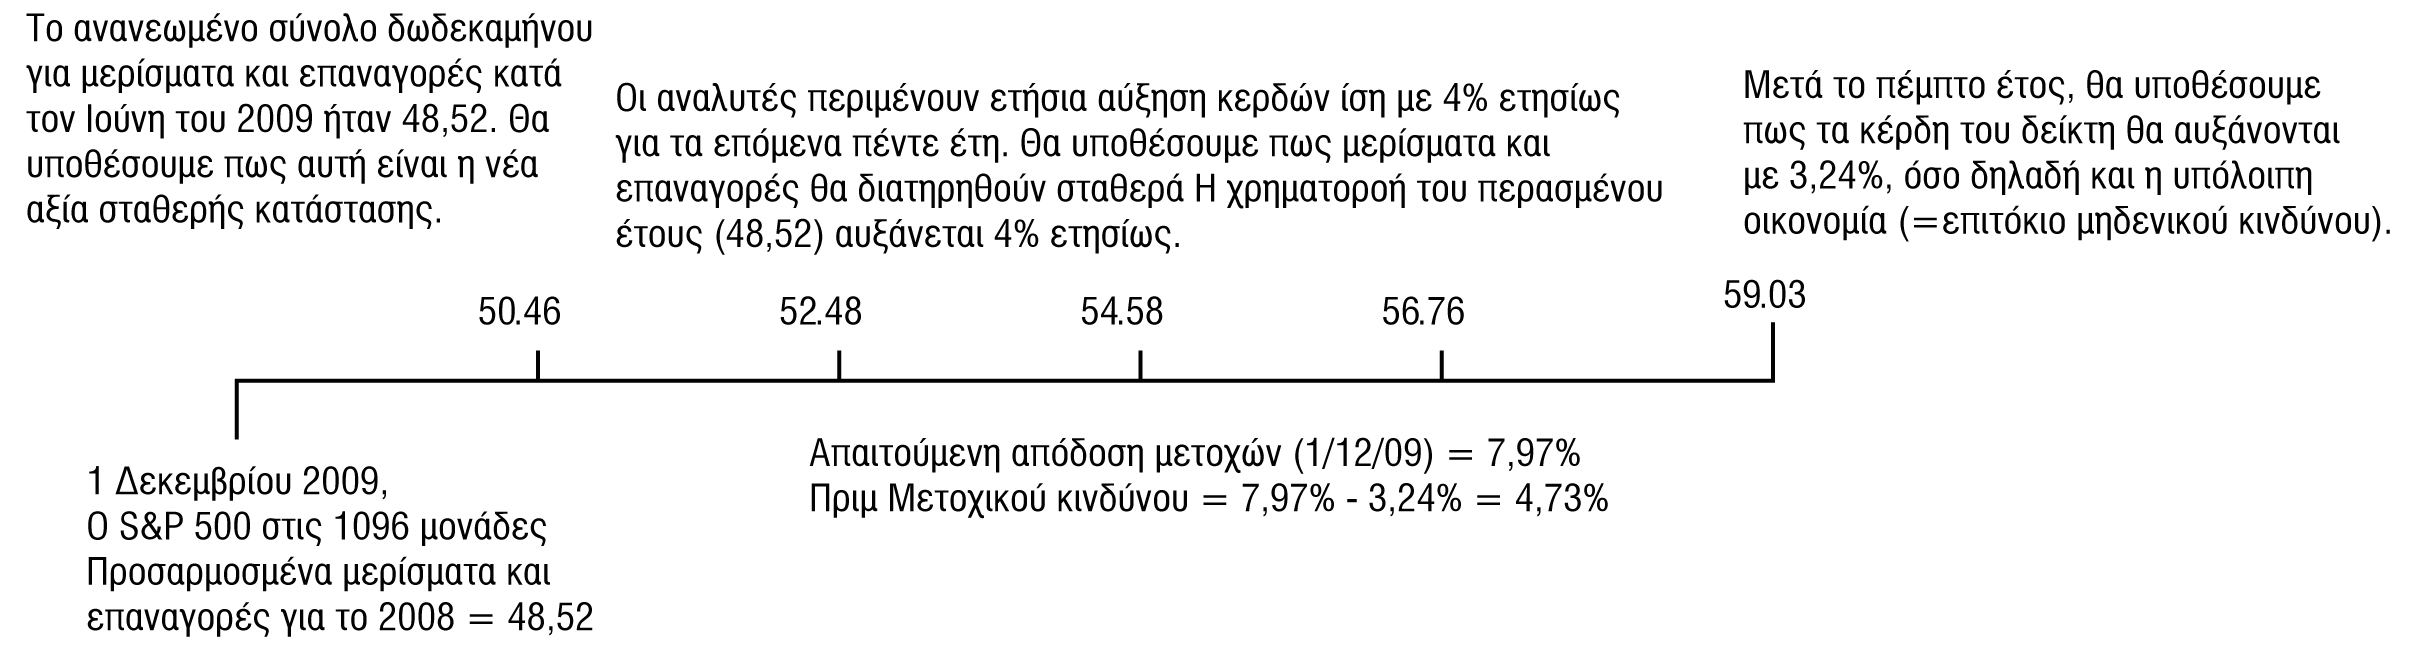 Το ανανεωμένο σύνολο δωδεκαμήνου
για μερίσματα και επαναγορές κατά
τον Ιούνη του 2009 ήταν 48,52. Θα
υποθέσουμε πως αυτή είναι η νέα
αξία σταθερής κατάστασης.
Οι αναλυτές περιμένουν ετήσια αύξηση κερδών ίση με 4% ετησίως
για τα επόμενα πέντε έτη. Θα υποθέσουμε πως μερίσματα και
επαναγορές θα διατηρηθούν σταθερά Η χρηματοροή του περασμένου
έτους (48,52) αυξάνεται 4% ετησίως.
Μετά το πέμπτο έτος, θα υποθέσουμε
πως τα κέρδη του δείκτη θα αυξάνονται
με 3,24%, όσο δηλαδή και η υπόλοιπη
οικονομία (=επιτόκιο μηδενικού κινδύνου).
50.46
52.48
54.58
56.76
59.03
1 Δεκεμβρίου 2009,
Ο S&P 500 στις 1096 μονάδες
Προσαρμοσμένα μερίσματα και
επαναγορές για το 2008 = 48,52
Απαιτούμενη απόδοση μετοχών (1/12/09) = 7,97%
Πριμ Μετοχικού κινδύνου = 7,97% - 3,24% = 4,73%